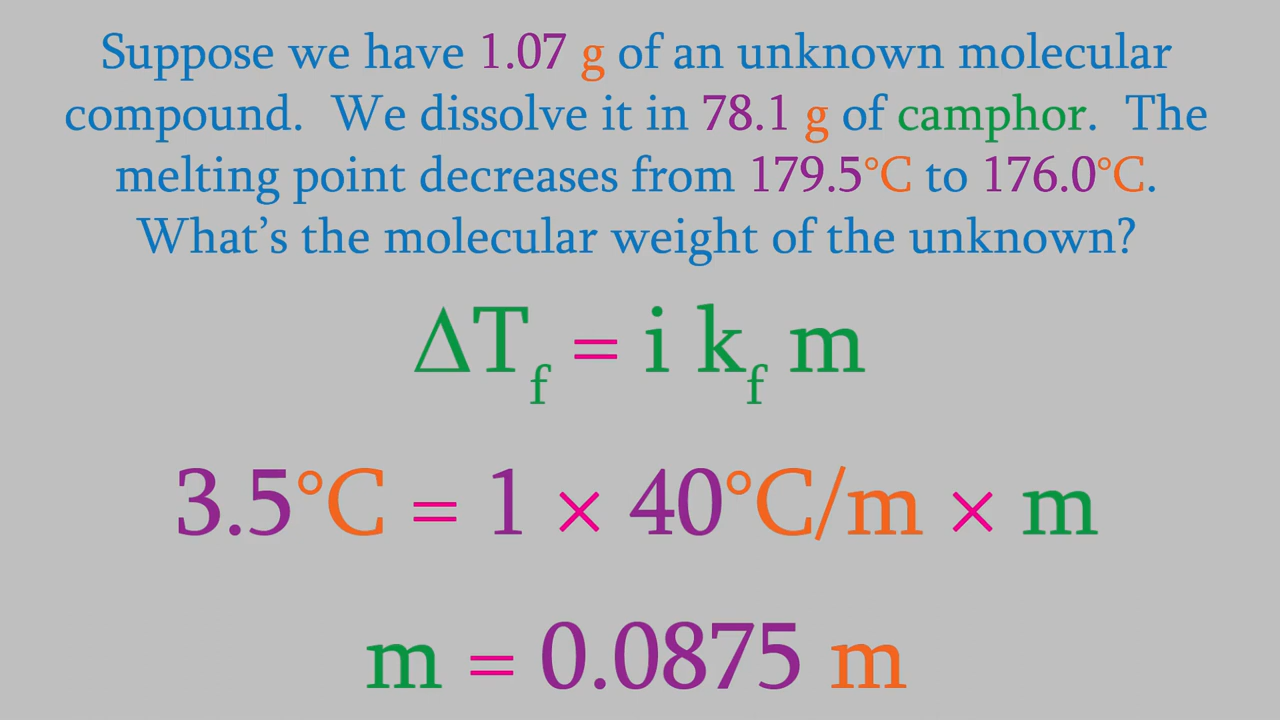 Suppose we have 1.07 g of an unknown molecular
compound. We dissolve it in 78.1 g of camphor. The
melting point decreases from 179.5°C to 176.0°C.
What's the molecular weight of the unknown?
ΔTf = i kf m
3.5°C = 1 × 40°C/m × m
m = 0.0875 m